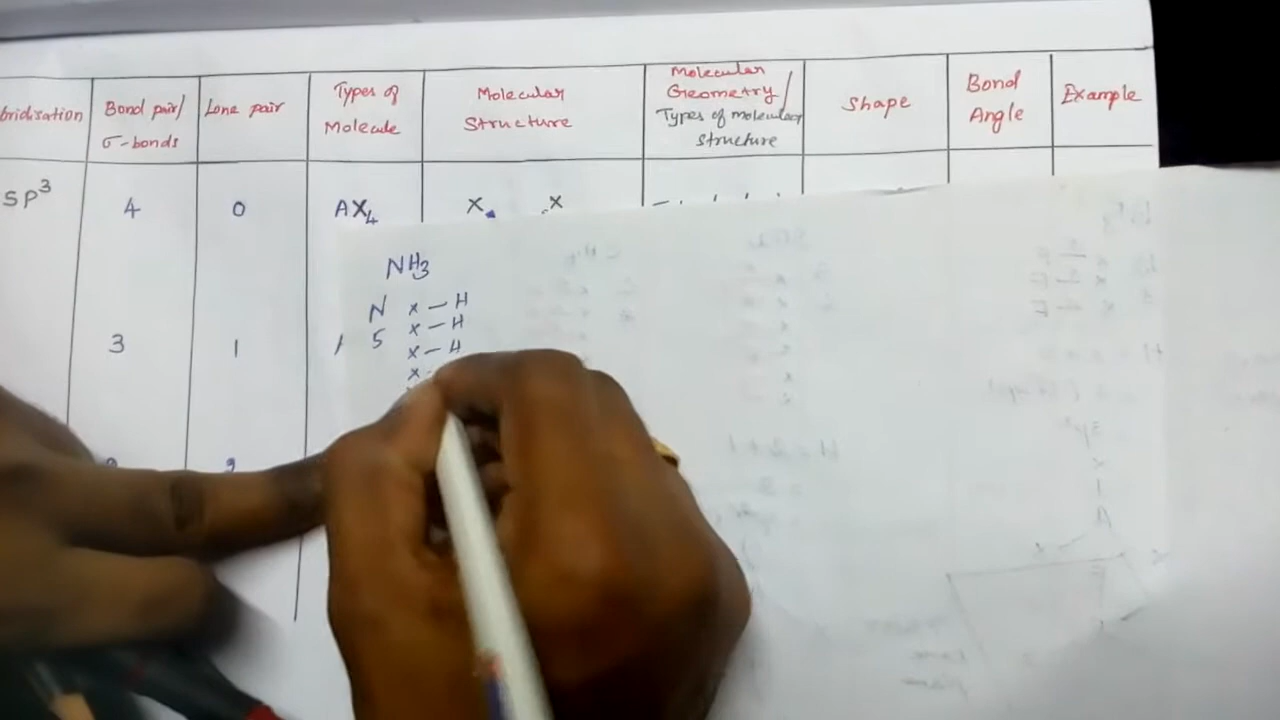 bridisation
Bond pair/
σ-bonds
Lone pair
Types of
Molecule
Molecular
Structure
Molecular
Geometry/
Types of molecular
structure
Shape
Bond
Angle
Example
SP³
4
0
AX₄
X
X
NH₃
N x — H
x — H
5
x — H
x
3
1